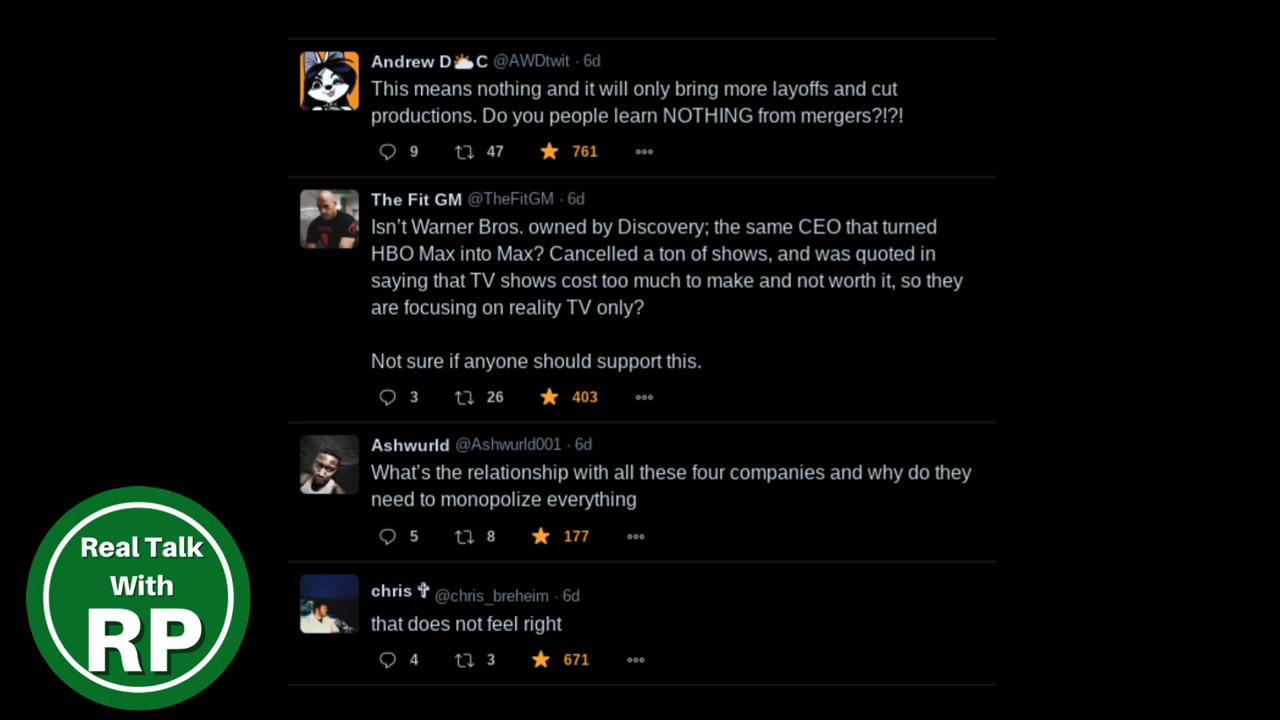 Andrew D⛅C @AWDtwit · 6d
This means nothing and it will only bring more layoffs and cut
productions. Do you people learn NOTHING from mergers?!?!
9 47 761
The Fit GM @TheFitGM · 6d
Isn’t Warner Bros. owned by Discovery; the same CEO that turned
HBO Max into Max? Cancelled a ton of shows, and was quoted in
saying that TV shows cost too much to make and not worth it, so they
are focusing on reality TV only?
Not sure if anyone should support this.
3 26 403
Ashwurld @Ashwurld001 · 6d
What’s the relationship with all these four companies and why do they
need to monopolize everything
5 8 177
chris ✞ @chris_breheim · 6d
that does not feel right
4 3 671
Real Talk
With
RP